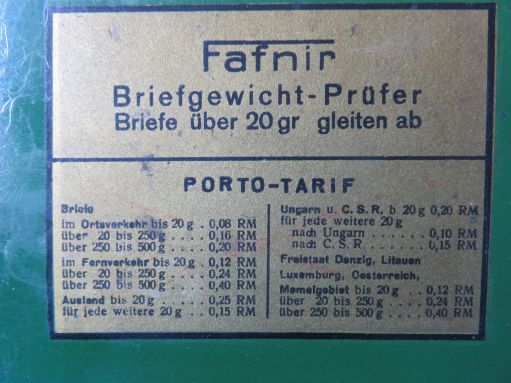 Fafnir
Briefgewicht-Prüfer
Briefe über 20 gr gleiten ab
PORTO-TARIF
Briefe
im Ortsverkehr bis 20 g . 0,08 RM
über 20 bis 250 g .... 0,16 RM
über 250 bis 500 g .... 0,20 RM
im Fernverkehr bis 20 g . 0,12 RM
über 20 bis 250 g .... 0,24 RM
über 250 bis 500 g .... 0,40 RM
Ausland bis 20 g .... 0,25 RM
für jede weitere 20 g .. 0,15 RM
Ungarn u. C. S. R. b 20 g 0,20 RM
für jede weitere 20 g
nach Ungarn .... 0,10 RM
nach C. S. R. .... 0,15 RM
Freistaat Danzig, Litauen
Luxemburg, Oesterreich,
Memelgebiet bis 20 g .. 0,12 RM
über 20 bis 250 g .... 0,24 RM
über 250 bis 500 g ... 0,40 RM